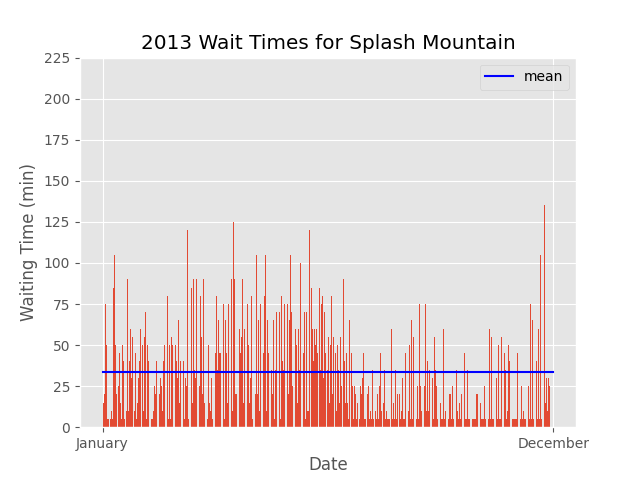 2013 Wait Times for Splash Mountain
mean
Waiting Time (min)
225
200
175
150
125
100
75
50
25
0
January
December
Date